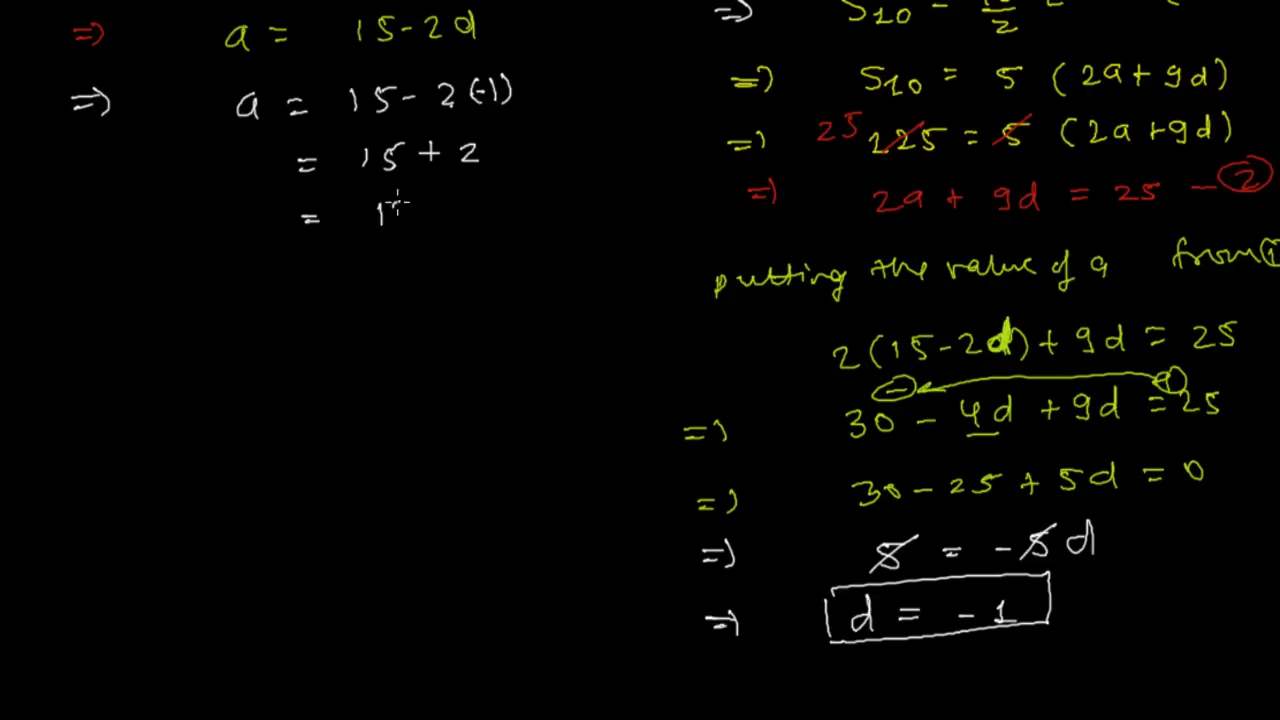 => a = 15-2d
=> a = 15-2(-1)
= 15+2
=
=> S10 =
=> S10 = 5 (2a+9d)
=> 25 225 = 5 (2a+9d)
=> 2a + 9d = 25 - 2
putting the value of a from
2(15-2d)+9d = 25
=> 30 - 4d + 9d = 25
=> 30-25+5d = 0
=> 5 = -5d
=> d = -1